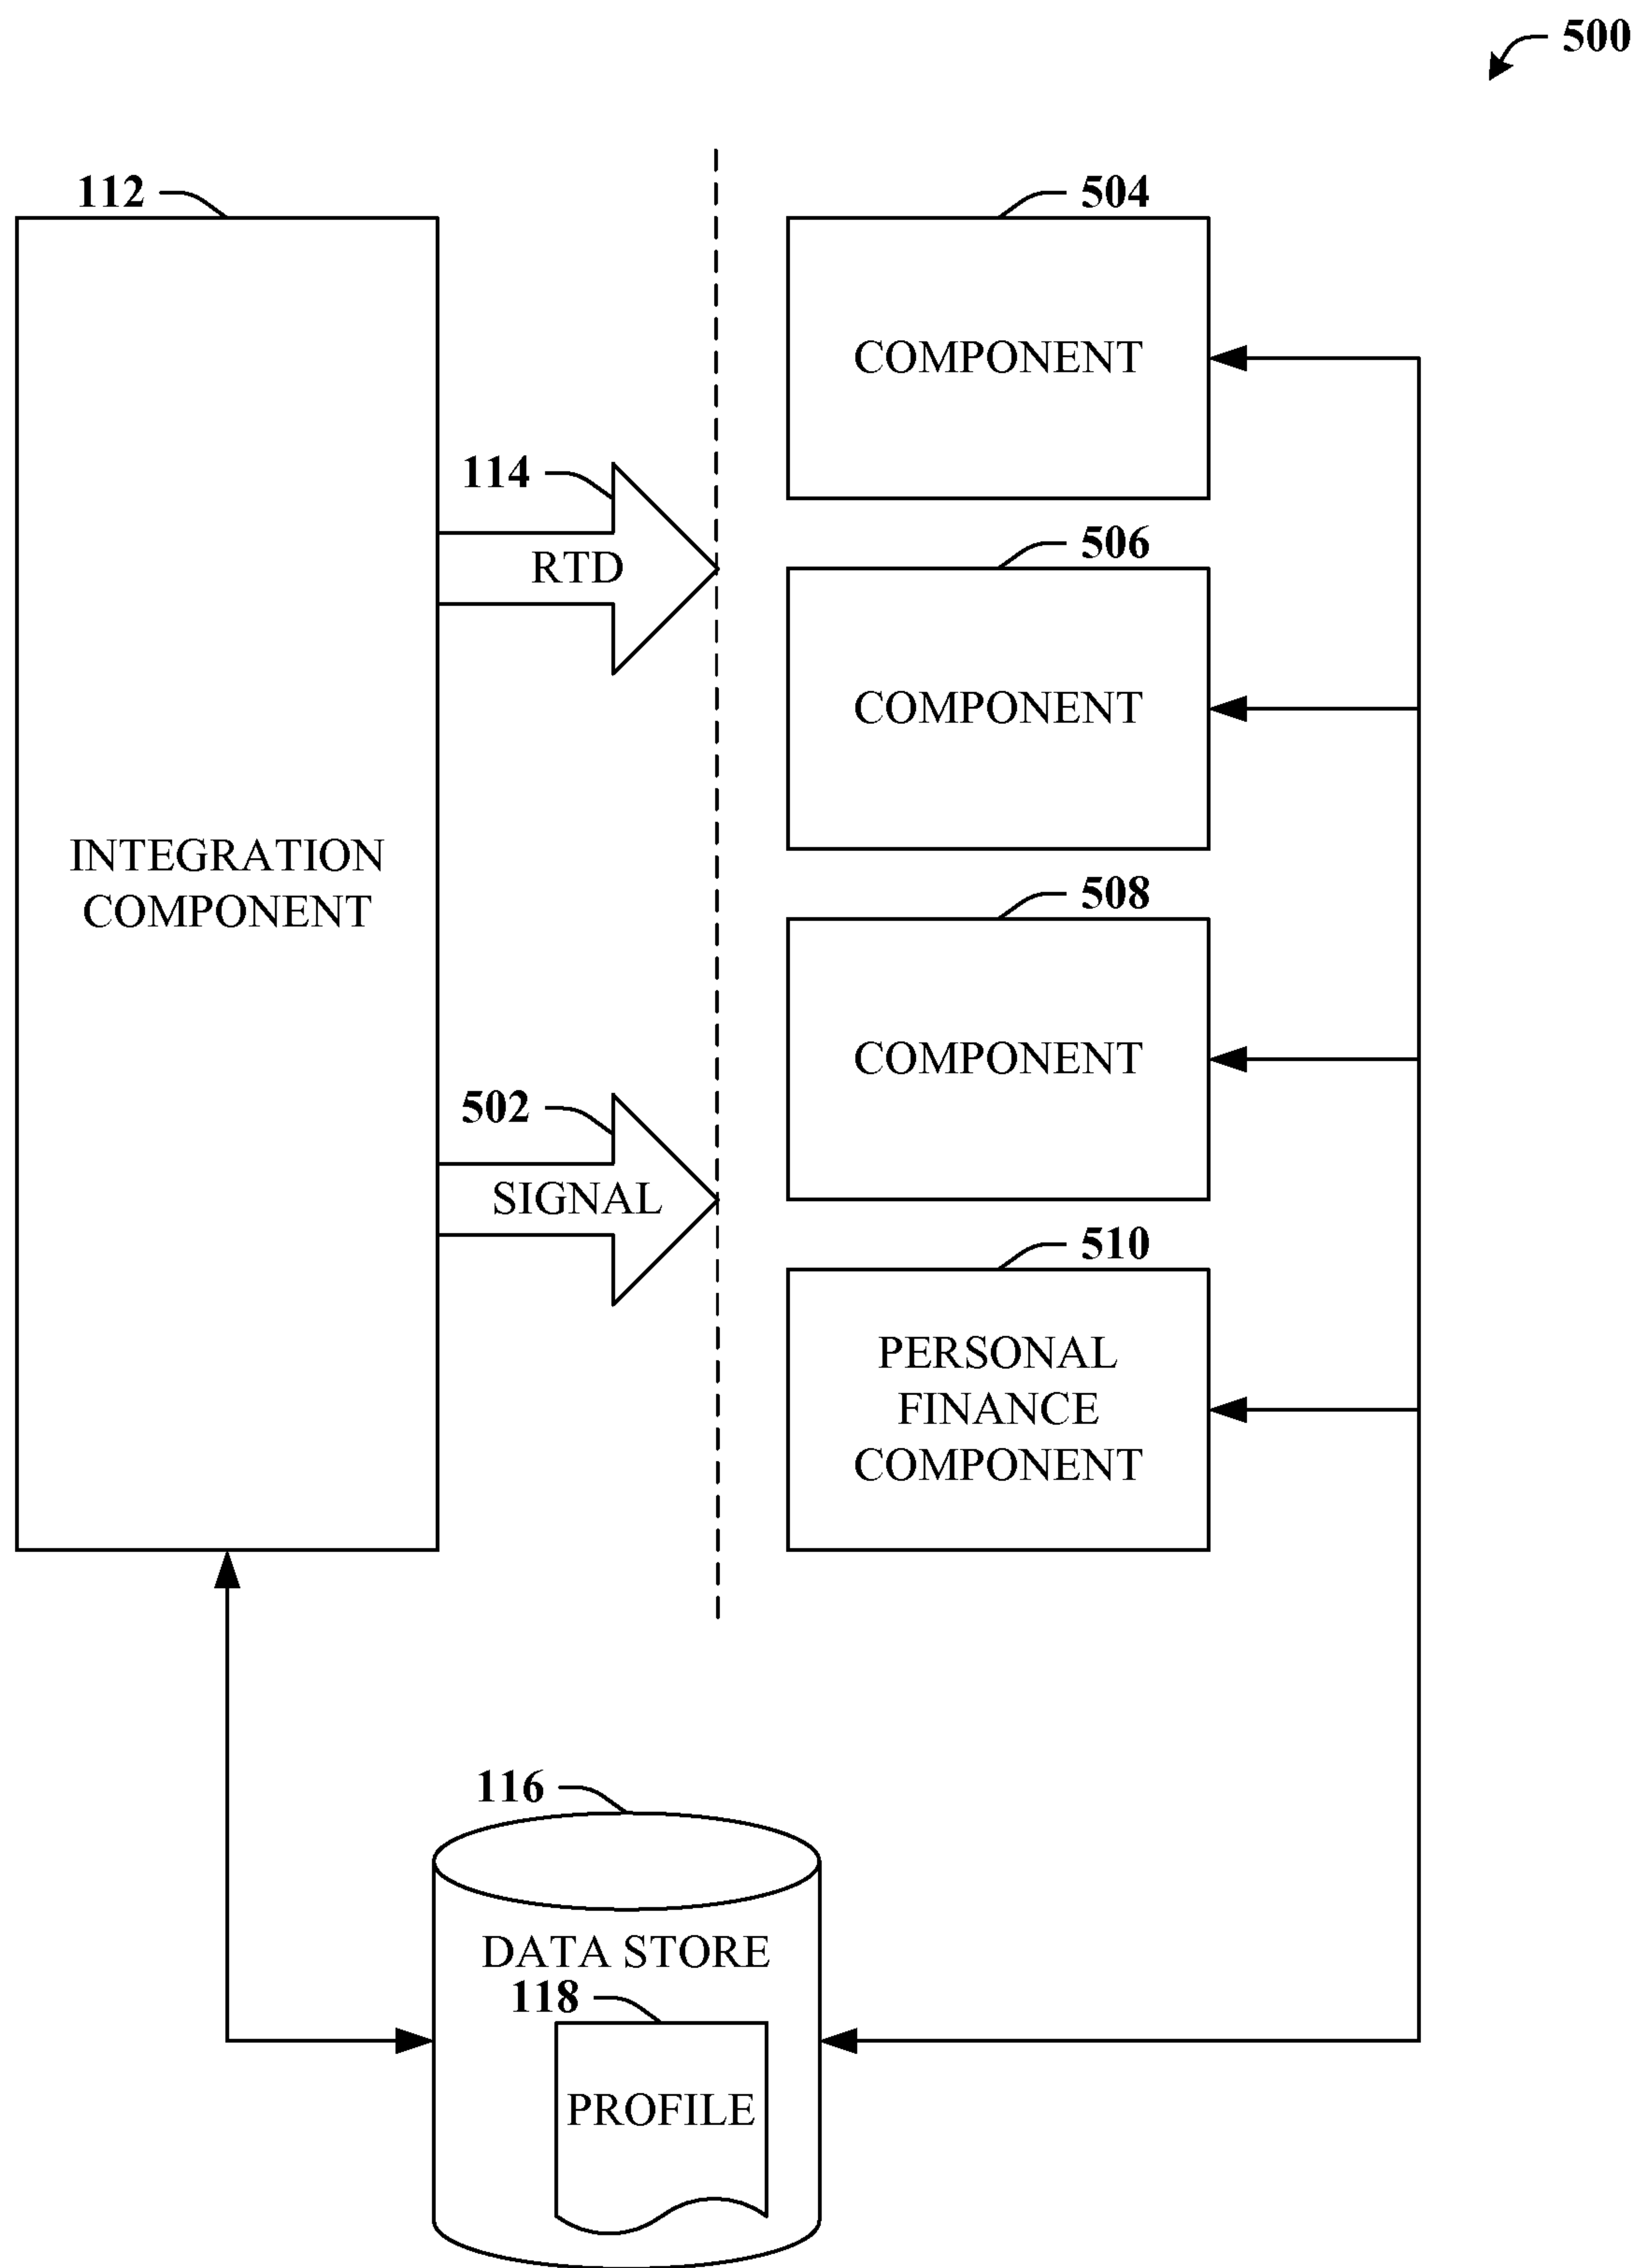 500
112
504
COMPONENT
114
RTD
506
COMPONENT
INTEGRATION
COMPONENT
508
COMPONENT
502
SIGNAL
510
PERSONAL
FINANCE
COMPONENT
116
DATA STORE
118
PROFILE